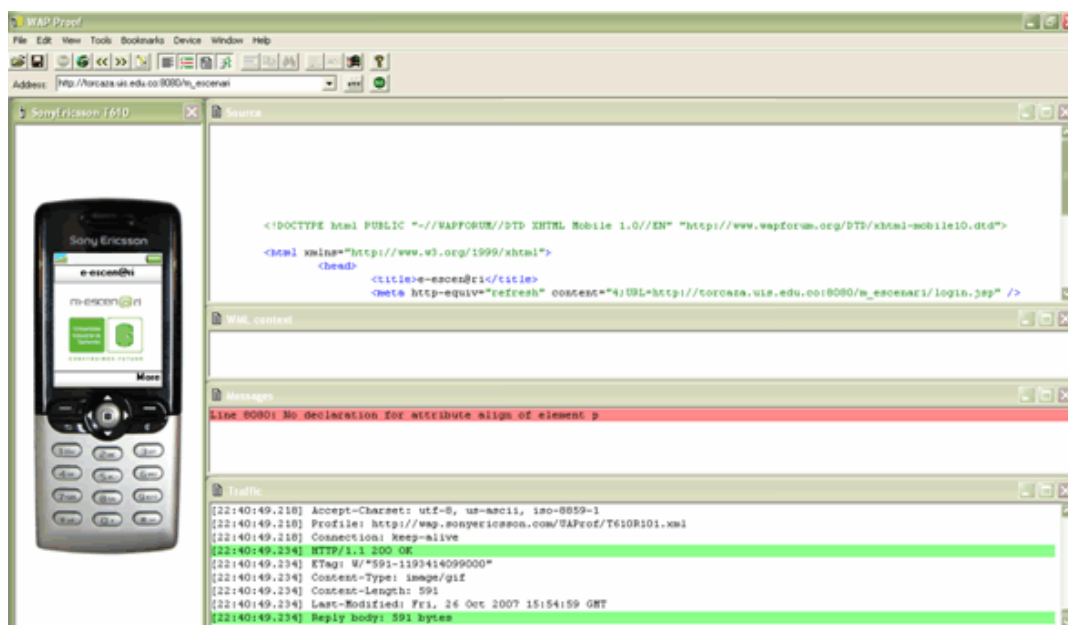 WAP Proof
File Edit View Tools Bookmarks Device Window Help
Address: http://torcaza.uis.edu.co:8080/m_escenari
SonyEricsson T610
Source
<!DOCTYPE html PUBLIC "-//WAPFORUM//DTD XHTML Mobile 1.0//EN" "http://www.wapforum.org/DTD/xhtml-mobile10.dtd">
<html xmlns="http://www.w3.org/1999/xhtml">
<head>
<title>e-escen@ri</title>
<meta http-equiv="refresh" content="4;URL=http://torcaza.uis.edu.co:8080/m_escenari/login.jsp" />
Sony Ericsson
e-escen@ri
m-escen@ri
Universidad
Industrial de
Santander
CONSTRUIMOS FUTURO
More
WML context
Messages
Line 8080: No declaration for attribute align of element p
Traffic
[22:40:49.218] Accept-Charset: utf-8, us-ascii, iso-8859-1
[22:40:49.218] Profile: http://wap.sonyericsson.com/UAProf/T610R101.xml
[22:40:49.218] Connection: keep-alive
[22:40:49.234] HTTP/1.1 200 OK
[22:40:49.234] ETag: W/"591-1193414099000"
[22:40:49.234] Content-Type: image/gif
[22:40:49.234] Content-Length: 591
[22:40:49.234] Last-Modified: Fri, 26 Oct 2007 15:54:59 GMT
[22:40:49.234] Reply body: 591 bytes